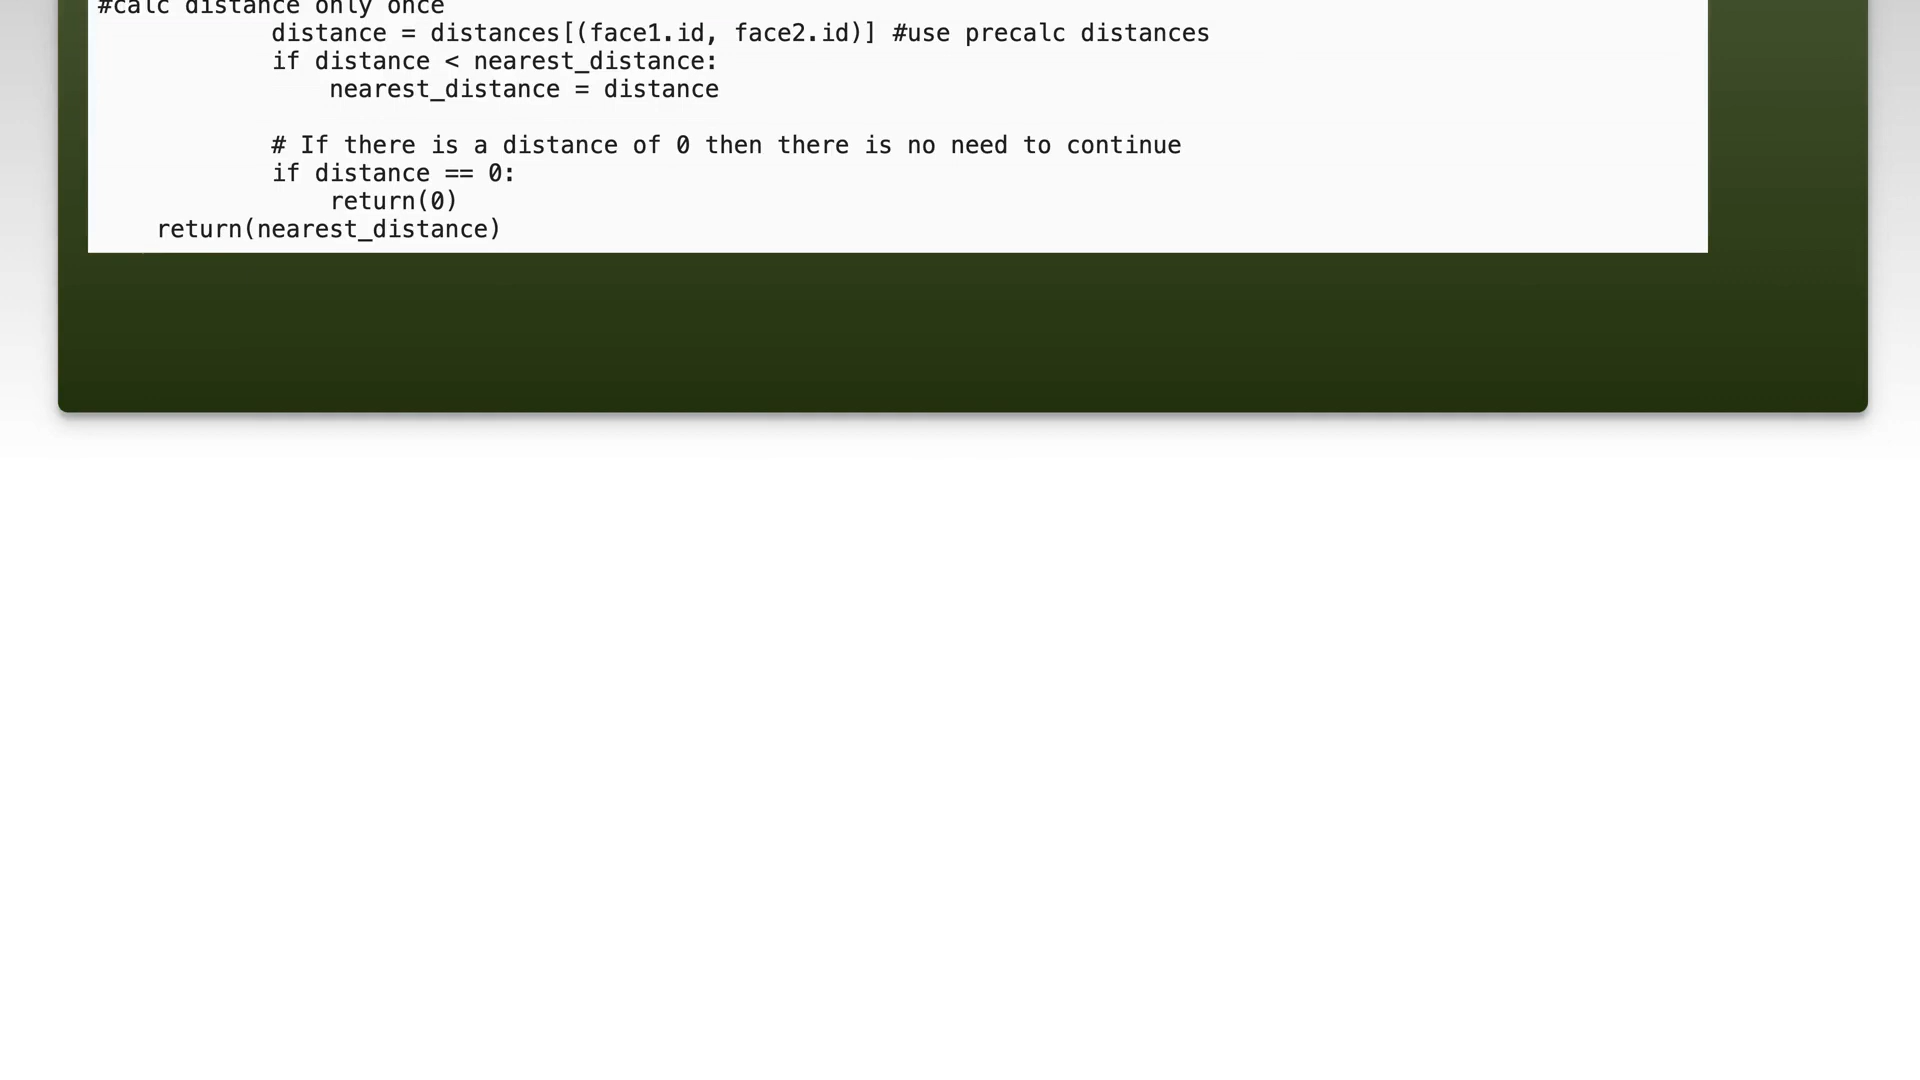 #calc distance only once
distance = distances[(face1.id, face2.id)] #use precalc distances
if distance < nearest_distance:
nearest_distance = distance
# If there is a distance of 0 then there is no need to continue
if distance == 0:
return(0)
return(nearest_distance)